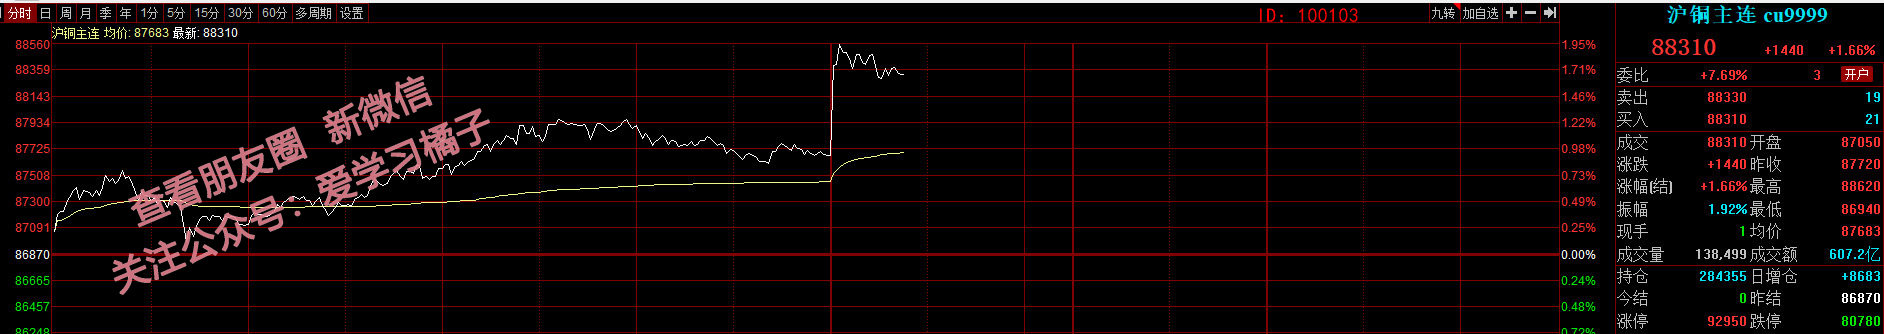 分时 日 周 月 季 年 1分 5分 15分 30分 60分 多周期 设置
ID：100103
九转 加自选
沪铜主连 均价: 87683 最新: 88310
88560
88359
88143
87934
87725
87508
87300
87091
86870
86665
86457
86248
1.95%
1.71%
1.46%
1.22%
0.98%
0.73%
0.49%
0.25%
0.00%
0.24%
0.48%
0.72%
查看朋友圈 新微信
关注公众号：爱学习橘子
沪铜主连 cu9999
88310 +1440 +1.66%
委比 +7.69% 3 开户
卖出 88330 19
买入 88310 21
成交 88310 开盘 87050
涨跌 +1440 昨收 87720
涨幅(结) +1.66% 最高 88620
振幅 1.92% 最低 86940
现手 1 均价 87683
成交量 138,499 成交额 607.2亿
持仓 284355 日增仓 +8683
今结 0 昨结 86870
涨停 92950 跌停 80780